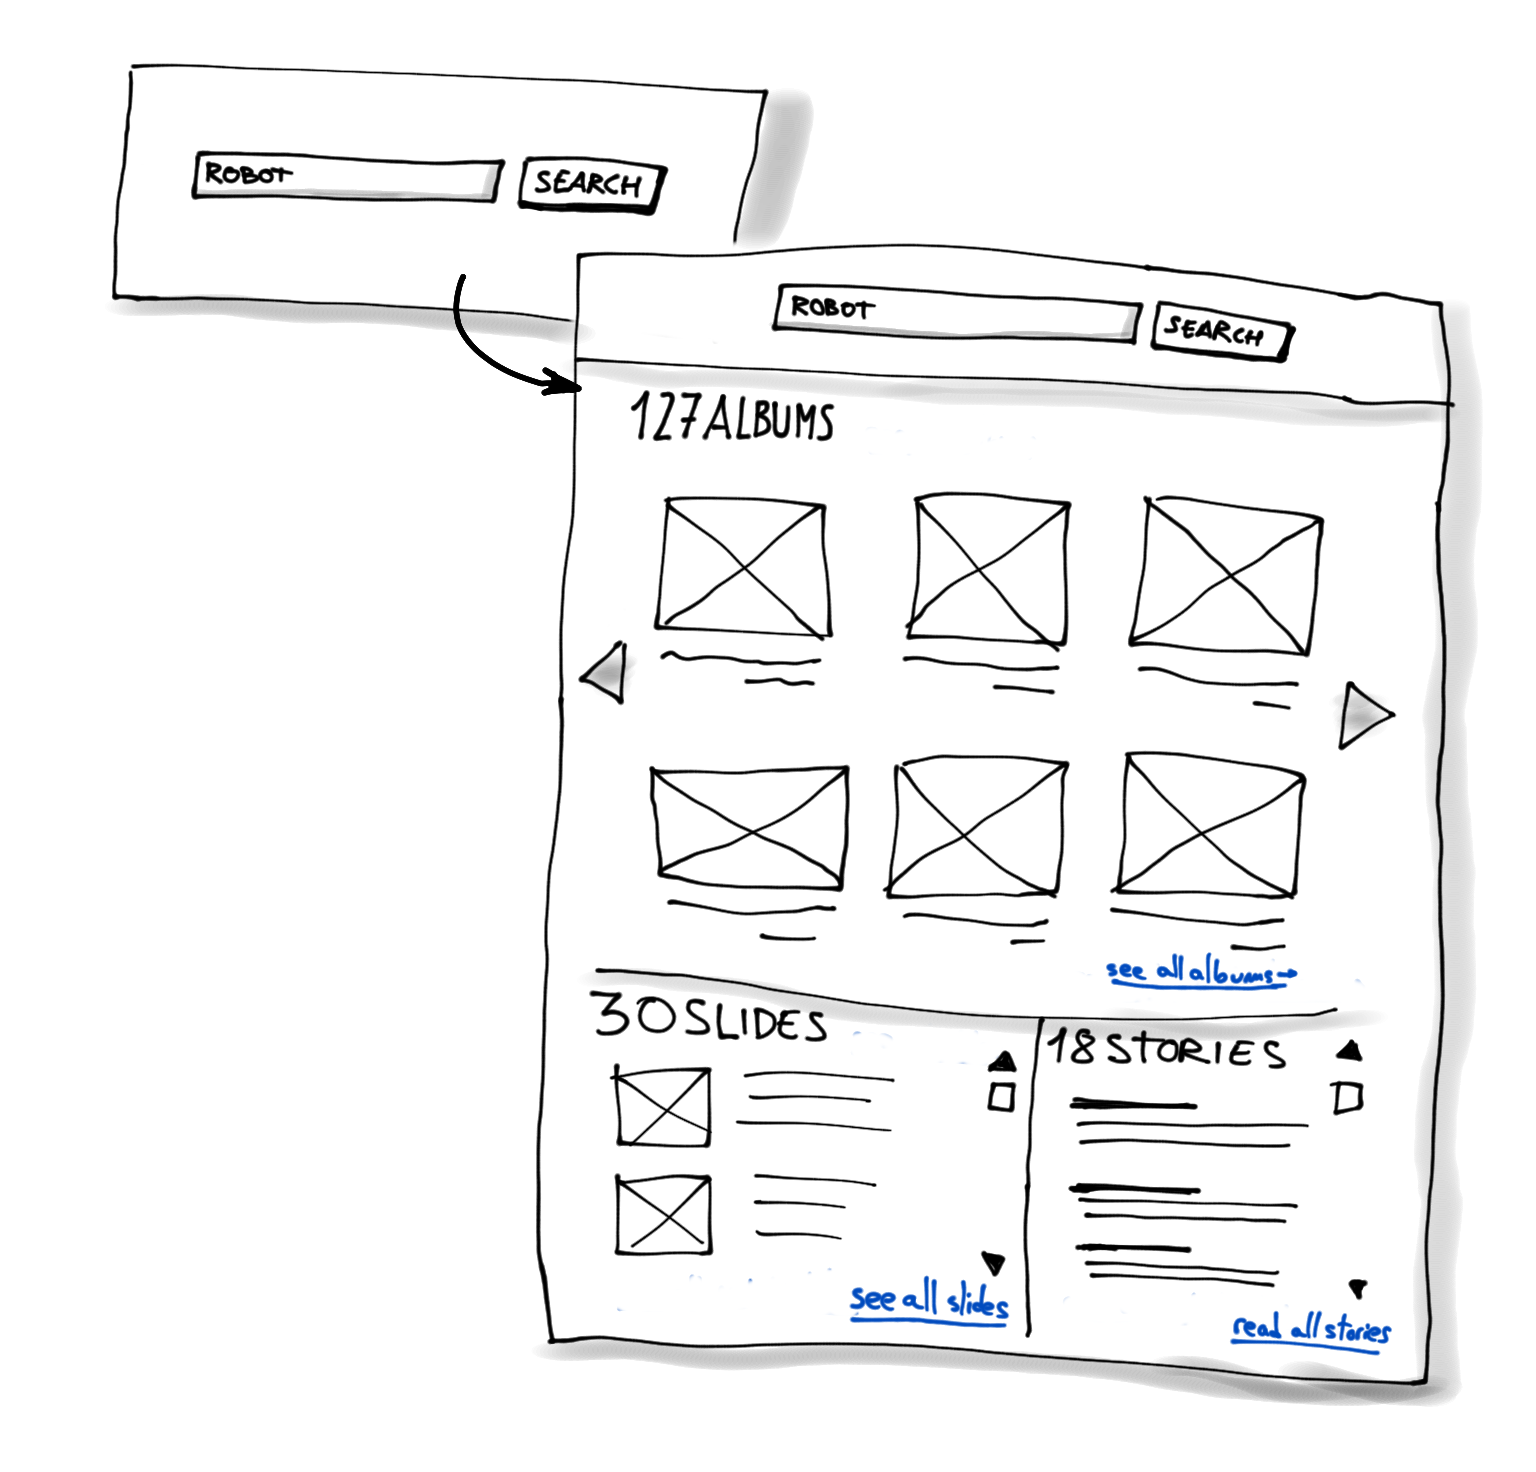 ROBOT
SEARCH
ROBOT
SEARCH
127 ALBUMS
see all albums→
30 SLIDES
18 STORIES
see all slides
read all stories